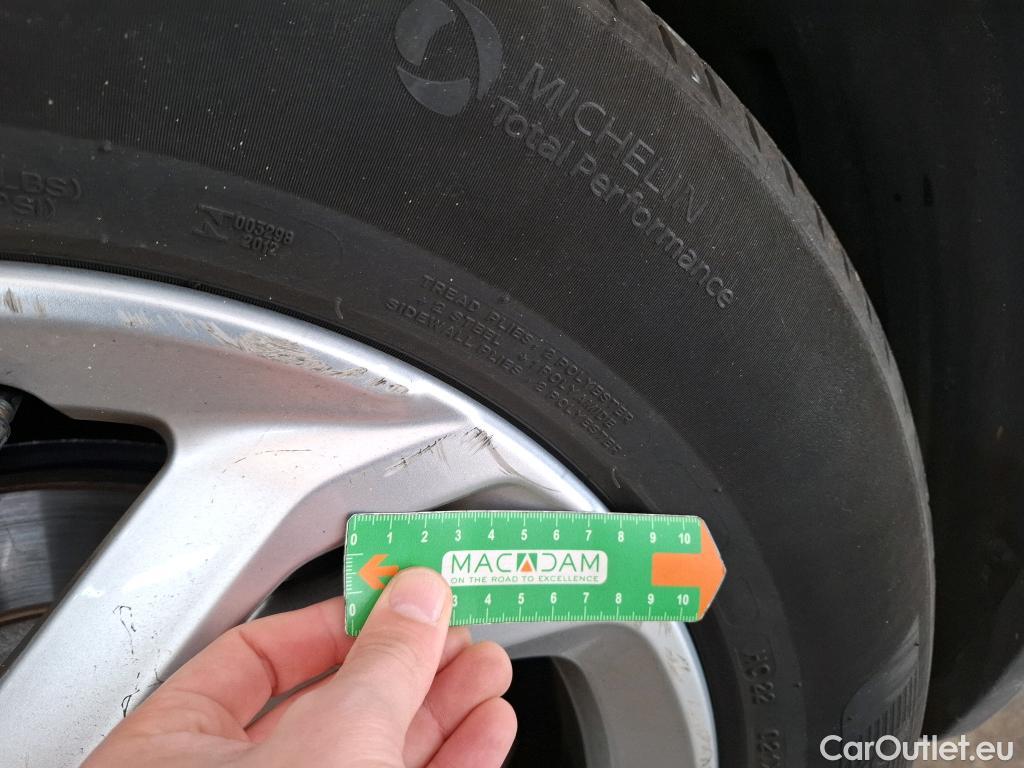 MICHELIN
Total Performance
LBS)
PSI)
003298
2012
TREAD PLIES: 2 POLYESTER
+ 2 STEEL + 1 POLYAMIDE
SIDEWALL PLIES: 2 POLYESTER
0 1 2 3 4 5 6 7 8 9 10
MACADAM
ON THE ROAD TO EXCELLENCE
0 3 4 5 6 7 8 9 10
CarOutlet.eu